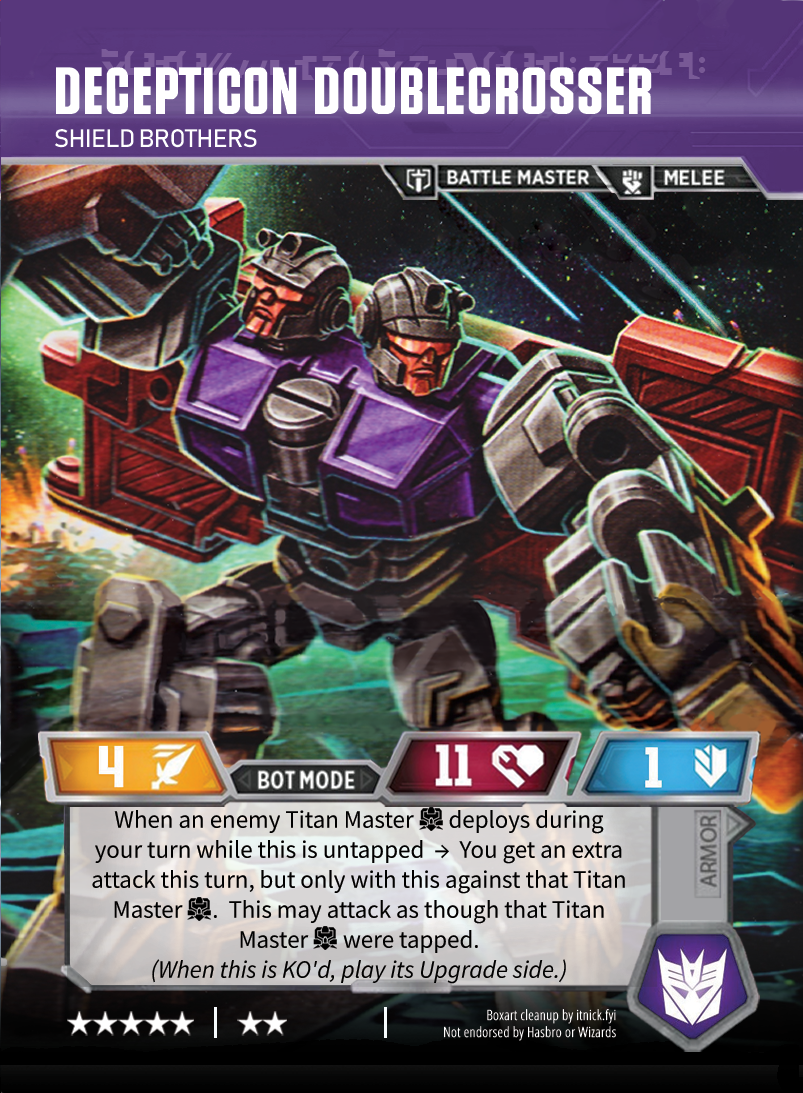 DECEPTICON DOUBLECROSSER
SHIELD BROTHERS
BATTLE MASTER MELEE
4 BOT MODE 11 1
When an enemy Titan Master deploys during
your turn while this is untapped → You get an extra
attack this turn, but only with this against that Titan
Master . This may attack as though that Titan
Master were tapped.
(When this is KO'd, play its Upgrade side.)
ARMOR
★★★★★ | ★★ |
Boxart cleanup by itnick.fyi
Not endorsed by Hasbro or Wizards